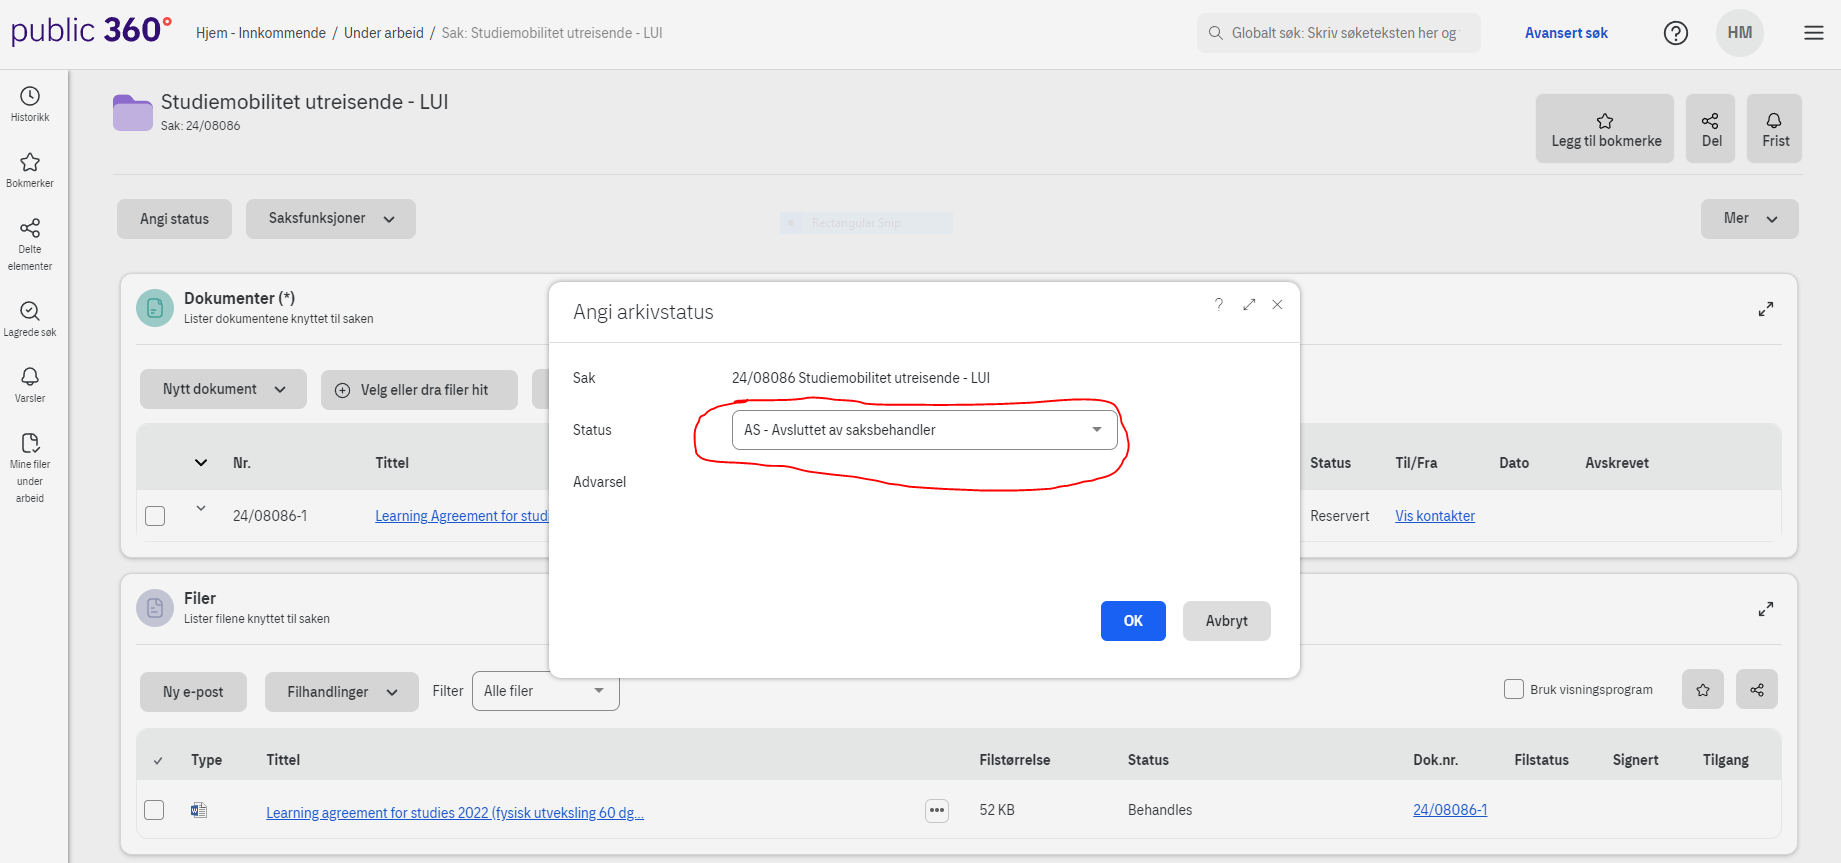 public 360°
Hjem - Innkommende / Under arbeid / Sak: Studiemobilitet utreisende - LUI
Globalt søk: Skriv søketeksten her og
Avansert søk
?
HM
Historikk
Bokmerker
Delte
elementer
Lagrede søk
Varsler
Mine filer
under
arbeid
Studiemobilitet utreisende - LUI
Sak: 24/08086
Legg til bokmerke
Del
Frist
Angi status
Saksfunksjoner
Rectangular Snip
Mer
Dokumenter (*)
Lister dokumentene knyttet til saken
Nytt dokument
Velg eller dra filer hit
Nr. Tittel Status Til/Fra Dato Avskrevet
24/08086-1 Learning Agreement for stud Reservert Vis kontakter
Angi arkivstatus
?
Sak 24/08086 Studiemobilitet utreisende - LUI
Status AS - Avsluttet av saksbehandler
Advarsel
OK Avbryt
Filer
Lister filene knyttet til saken
Ny e-post
Filhandlinger
Filter Alle filer
Bruk visningsprogram
Type Tittel Filstørrelse Status Dok.nr. Filstatus Signert Tilgang
Learning agreement for studies 2022 (fysisk utveksling 60 dg... 52 KB Behandles 24/08086-1